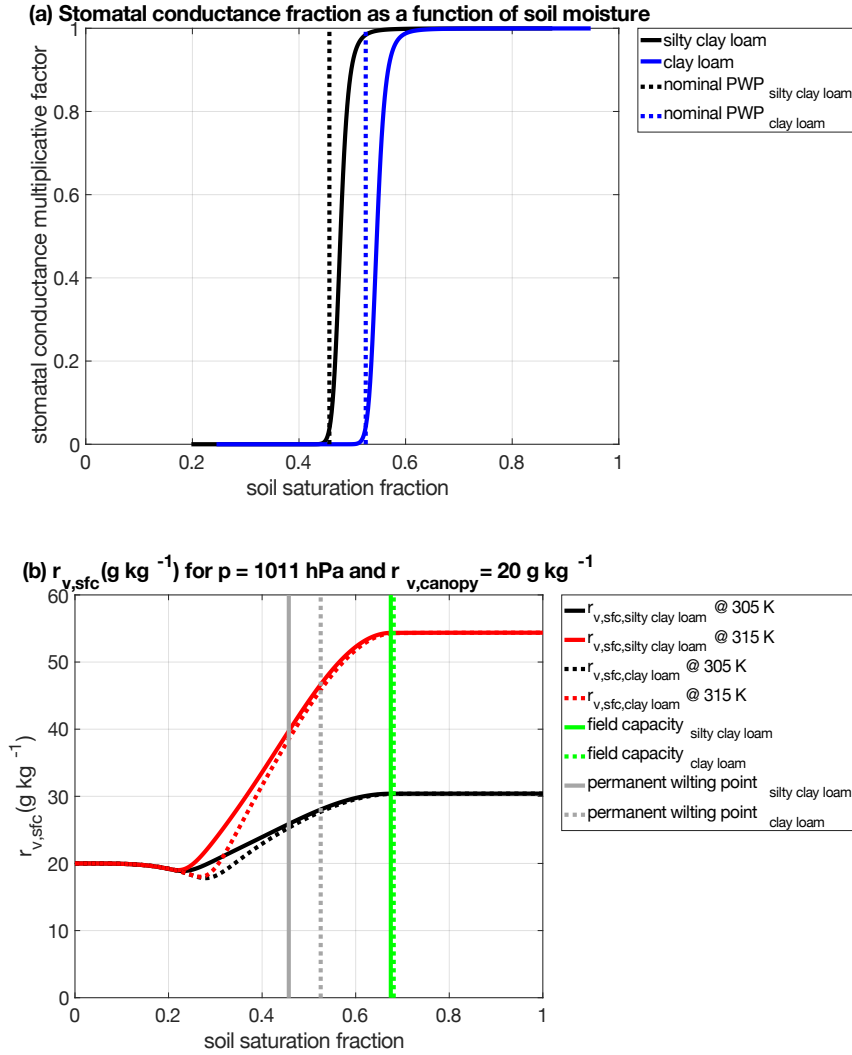 (a) Stomatal conductance fraction as a function of soil moisture
stomatal conductance multiplicative factor
1
0.8
0.6
0.4
0.2
0
0
0.2
0.4
0.6
0.8
1
soil saturation fraction
silty clay loam
clay loam
nominal PWP silty clay loam
nominal PWP clay loam
(b) r v,sfc (g kg -1) for p = 1011 hPa and r v,canopy = 20 g kg -1
r v,sfc (g kg -1)
60
50
40
30
20
10
0
0
0.2
0.4
0.6
0.8
1
soil saturation fraction
r v,sfc,silty clay loam @ 305 K
r v,sfc,silty clay loam @ 315 K
r v,sfc,clay loam @ 305 K
r v,sfc,clay loam @ 315 K
field capacity silty clay loam
field capacity clay loam
permanent wilting point silty clay loam
permanent wilting point clay loam